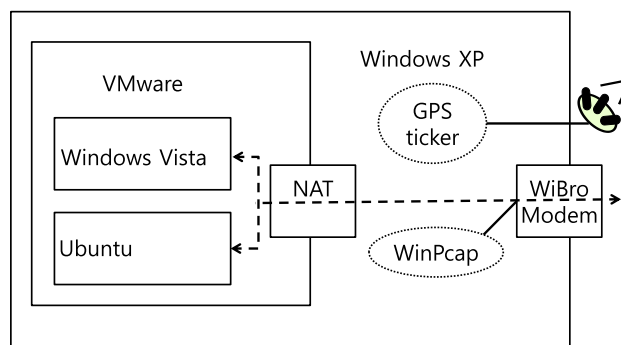 Windows XP
VMware
GPS
ticker
Windows Vista
NAT
WiBro
Modem
Ubuntu
WinPcap